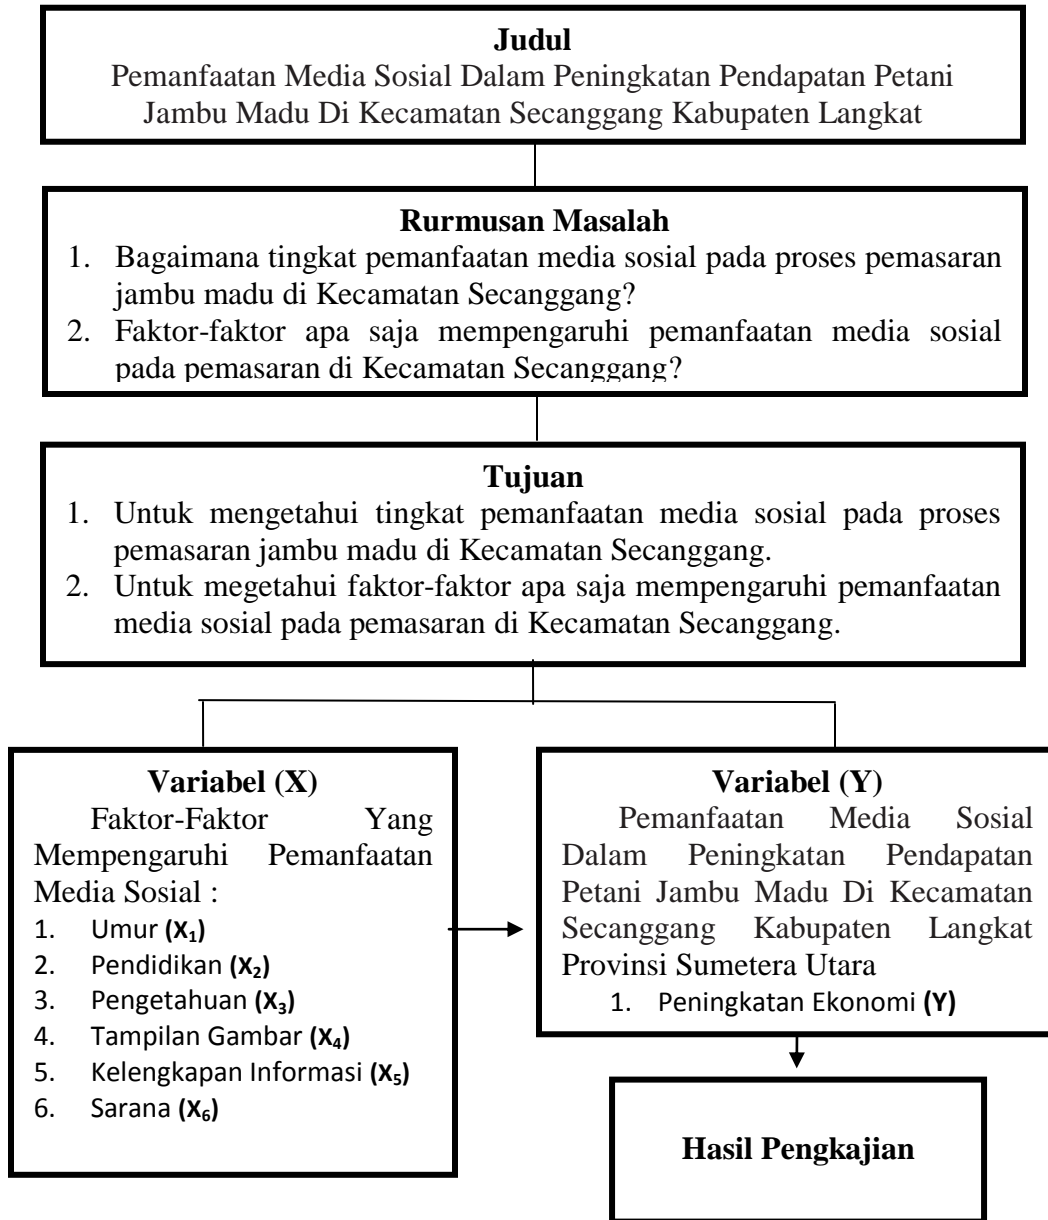 Judul
Pemanfaatan Media Sosial Dalam Peningkatan Pendapatan Petani
Jambu Madu Di Kecamatan Secanggang Kabupaten Langkat
Rurmusan Masalah
1. Bagaimana tingkat pemanfaatan media sosial pada proses pemasaran
jambu madu di Kecamatan Secanggang?
2. Faktor-faktor apa saja mempengaruhi pemanfaatan media sosial
pada pemasaran di Kecamatan Secanggang?
Tujuan
1. Untuk mengetahui tingkat pemanfaatan media sosial pada proses
pemasaran jambu madu di Kecamatan Secanggang.
2. Untuk megetahui faktor-faktor apa saja mempengaruhi pemanfaatan
media sosial pada pemasaran di Kecamatan Secanggang.
Variabel (X)
Faktor-Faktor Yang
Mempengaruhi Pemanfaatan
Media Sosial :
1. Umur (X₁)
2. Pendidikan (X₂)
3. Pengetahuan (X₃)
4. Tampilan Gambar (X₄)
5. Kelengkapan Informasi (X₅)
6. Sarana (X₆)
Variabel (Y)
Pemanfaatan Media Sosial
Dalam Peningkatan Pendapatan
Petani Jambu Madu Di Kecamatan
Secanggang Kabupaten Langkat
Provinsi Sumetera Utara
1. Peningkatan Ekonomi (Y)
Hasil Pengkajian